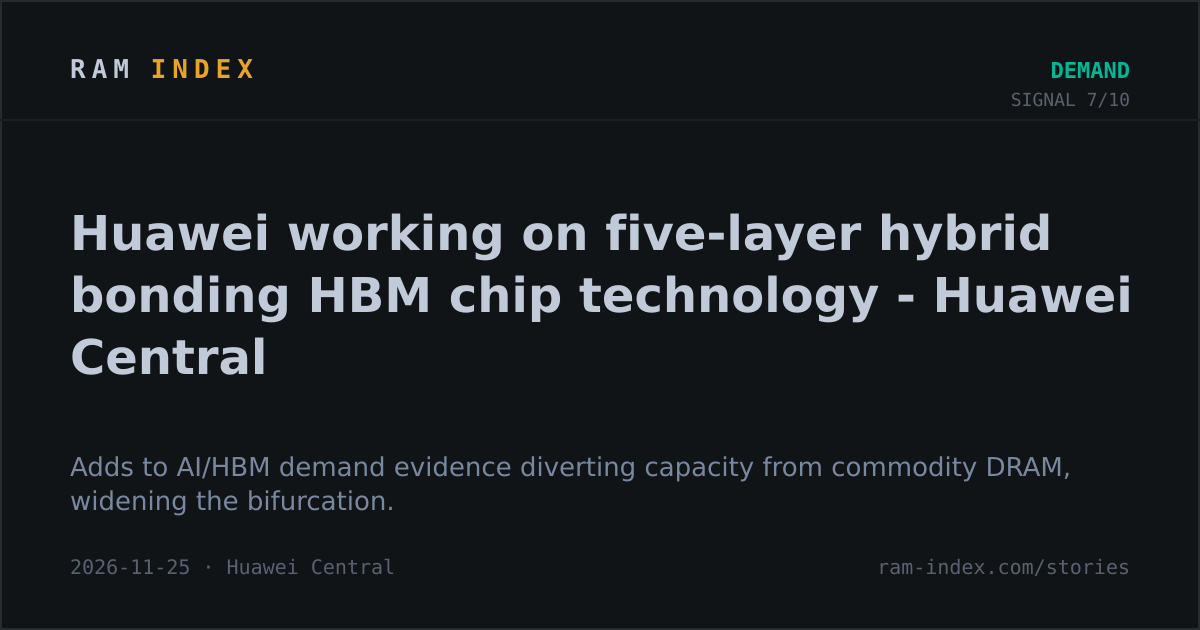 RAM INDEX
DEMAND
SIGNAL 7/10
Huawei working on five-layer hybrid
bonding HBM chip technology - Huawei
Central
Adds to AI/HBM demand evidence diverting capacity from commodity DRAM,
widening the bifurcation.
2026-11-25 · Huawei Central
ram-index.com/stories